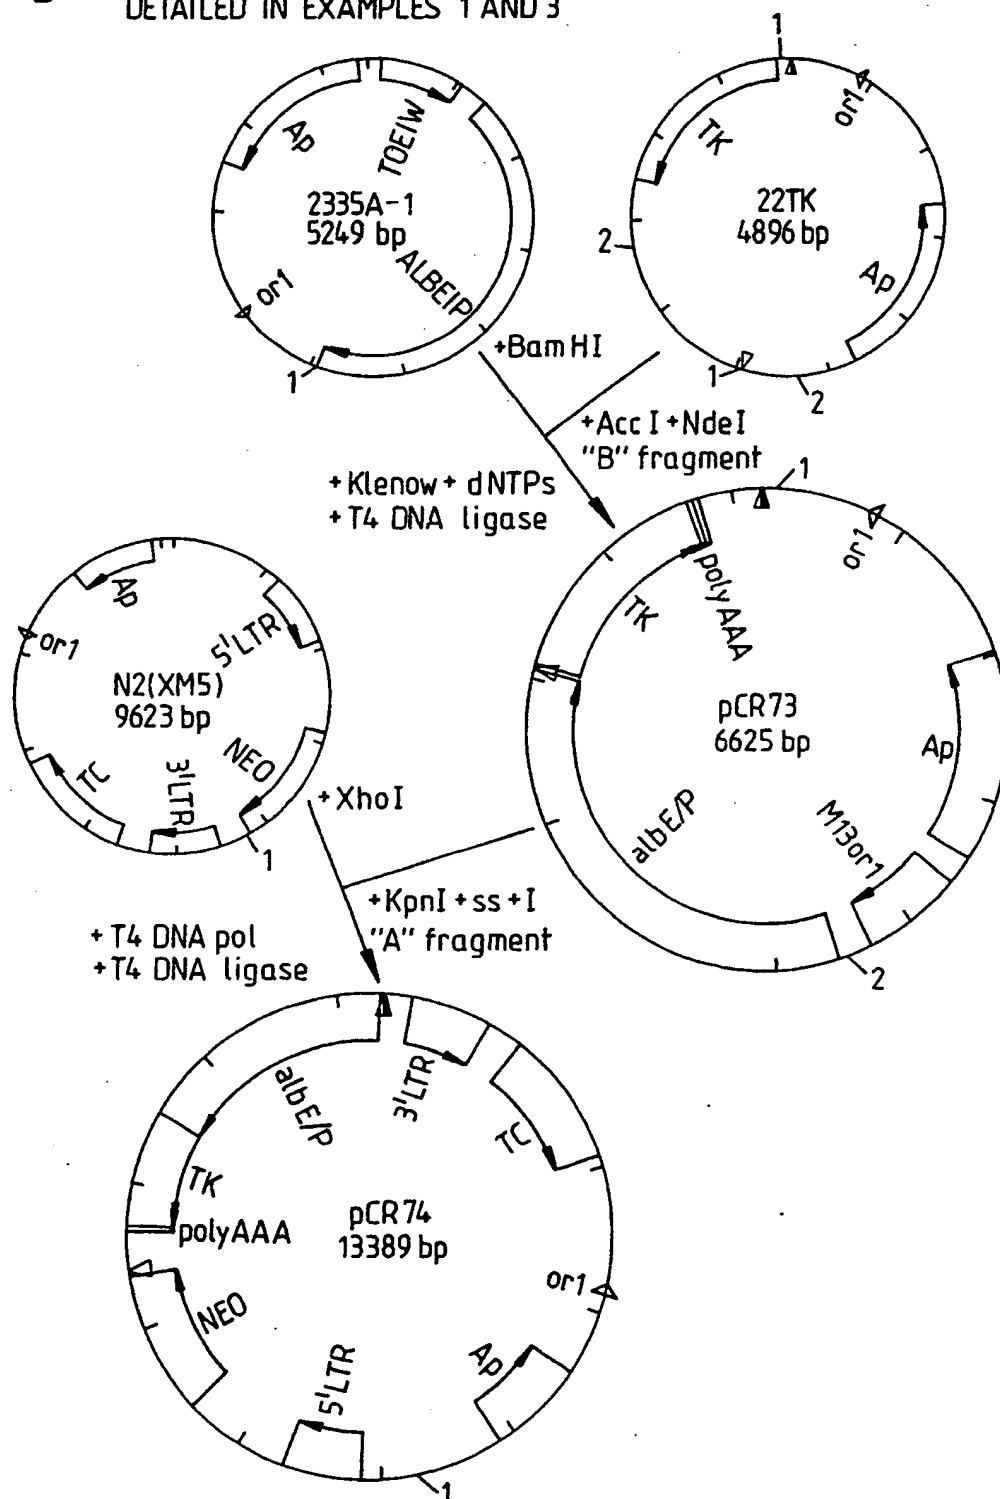 DETAILED IN EXAMPLES 1 AND 3
1
Ap
TOEIW
2335A-1
5249 bp
ALBEIP
or1
1
TK
or1
22TK
4896 bp
2
Ap
1
2
+BamHI
+AccI+NdeI
"B" fragment
+Klenow+ dNTPs
+T4 DNA ligase
1
or1
polyAAA
TK
pCR73
6625 bp
Ap
albE/P
M13or1
2
Ap
or1
5'LTR
N2(XM5)
9623 bp
NEO
TC
3'LTR
1
+XhoI
+KpnI+ss+I
"A" fragment
+T4 DNA pol
+T4 DNA ligase
albE/P
3'LTR
TC
TK
polyAAA
pCR74
13389 bp
or1
NEO
5'LTR
Ap
1